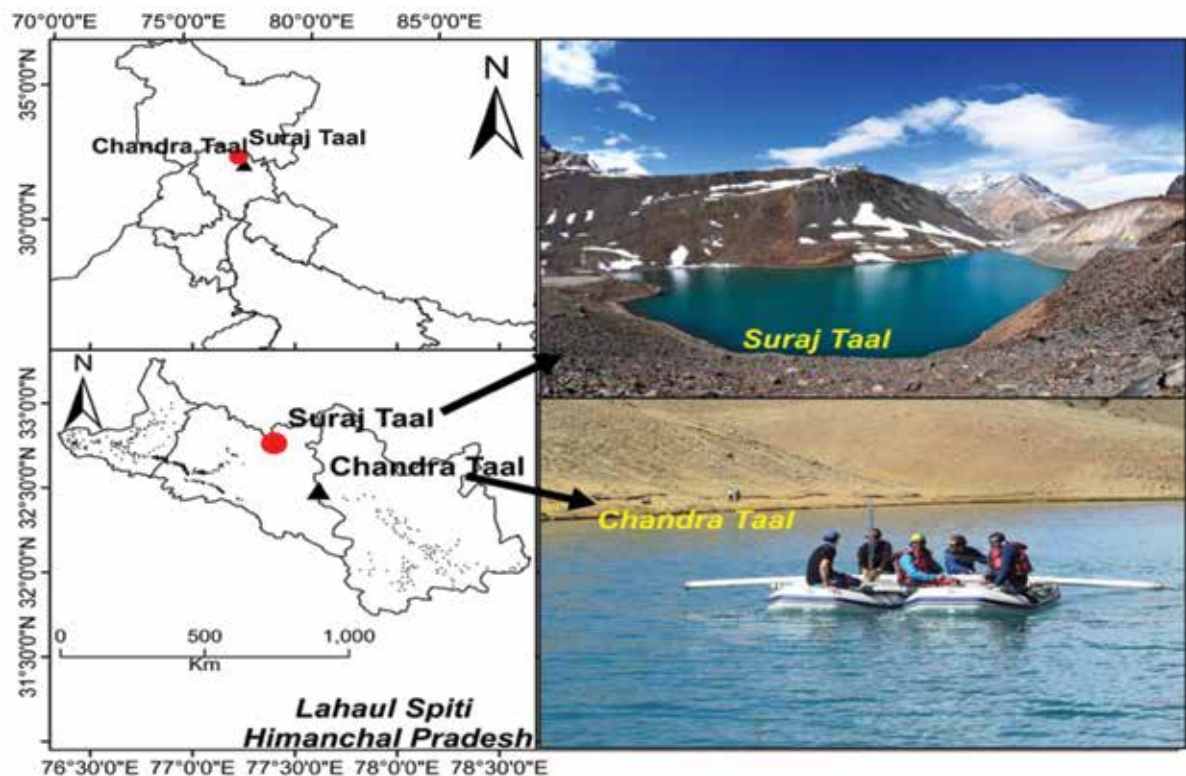 70°0'0"E 75°0'0"E 80°0'0"E 85°0'0"E
35°0'0"N
30°0'0"N
N
Chandra Taal
Suraj Taal
Suraj Taal
N
33°0'0"N
32°30'0"N
32°0'0"N
31°30'0"N
Suraj Taal
Chandra Taal
Chandra Taal
0 500 1,000
Km
Lahaul Spiti
Himanchal Pradesh
76°30'0"E 77°0'0"E 77°30'0"E 78°0'0"E 78°30'0"E